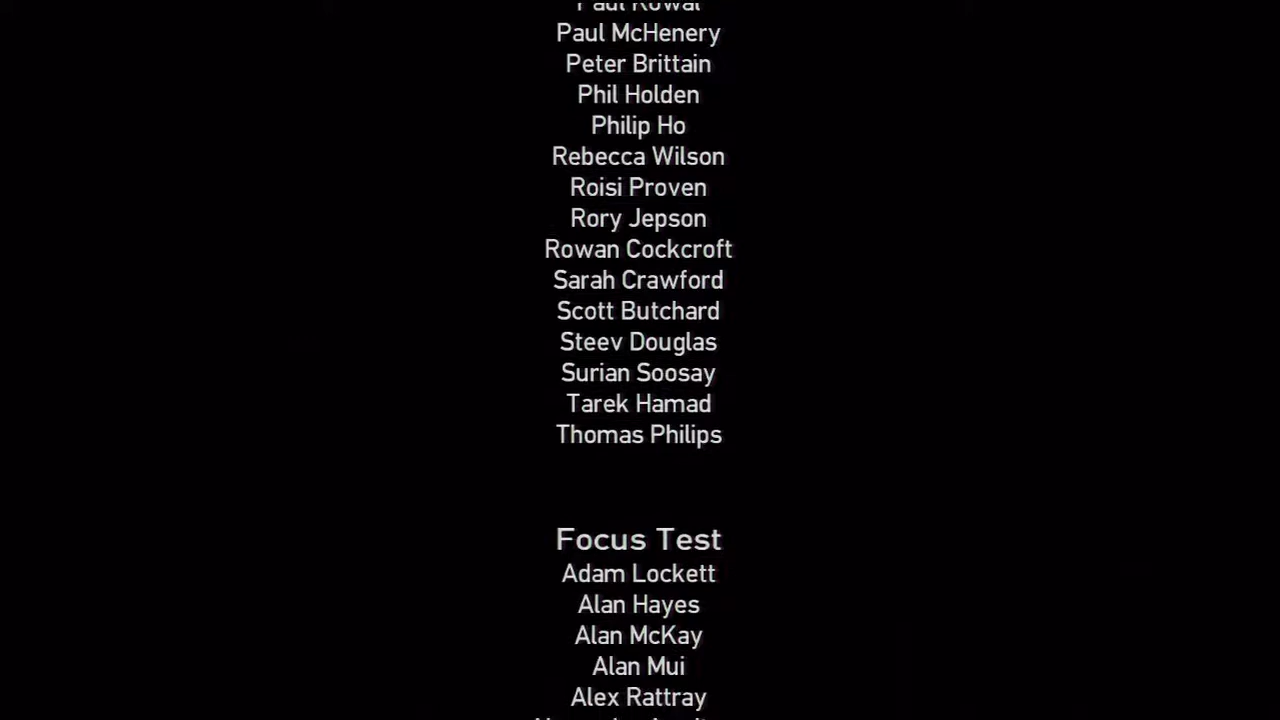 Paul Kowal
Paul McHenery
Peter Brittain
Phil Holden
Philip Ho
Rebecca Wilson
Roisi Proven
Rory Jepson
Rowan Cockcroft
Sarah Crawford
Scott Butchard
Steev Douglas
Surian Soosay
Tarek Hamad
Thomas Philips
Focus Test
Adam Lockett
Alan Hayes
Alan McKay
Alan Mui
Alex Rattray